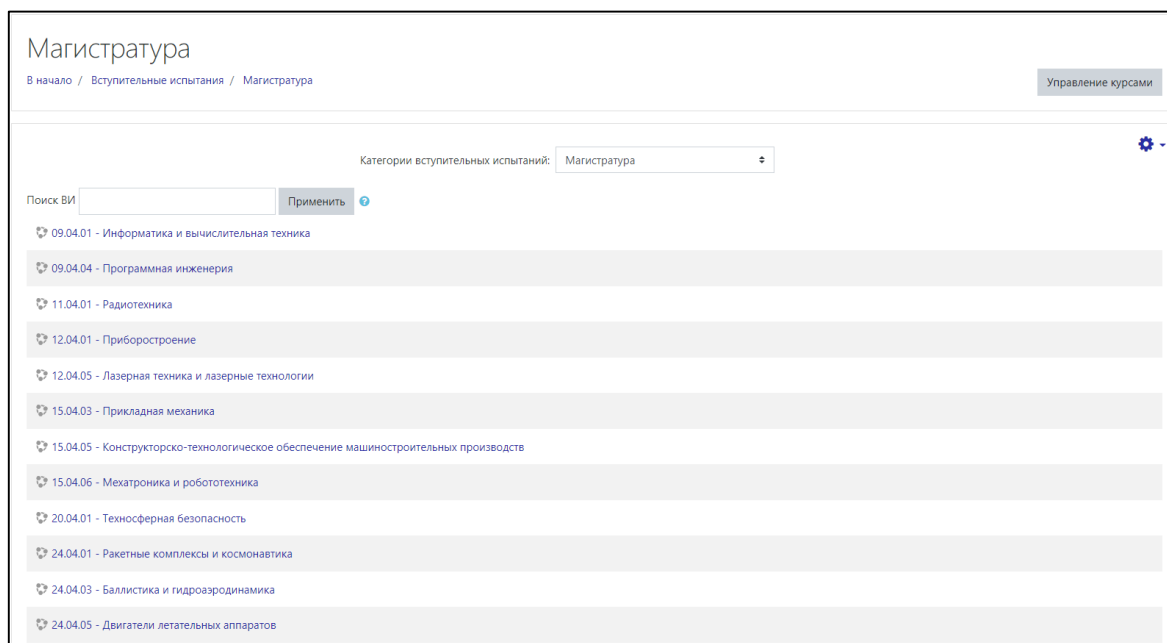 Магистратура
В начало / Вступительные испытания / Магистратура
Управление курсами
Категории вступительных испытаний: Магистратура
Поиск ВИ Применить
09.04.01 - Информатика и вычислительная техника
09.04.04 - Программная инженерия
11.04.01 - Радиотехника
12.04.01 - Приборостроение
12.04.05 - Лазерная техника и лазерные технологии
15.04.03 - Прикладная механика
15.04.05 - Конструкторско-технологическое обеспечение машиностроительных производств
15.04.06 - Мехатроника и робототехника
20.04.01 - Техносферная безопасность
24.04.01 - Ракетные комплексы и космонавтика
24.04.03 - Баллистика и гидроаэродинамика
24.04.05 - Двигатели летательных аппаратов